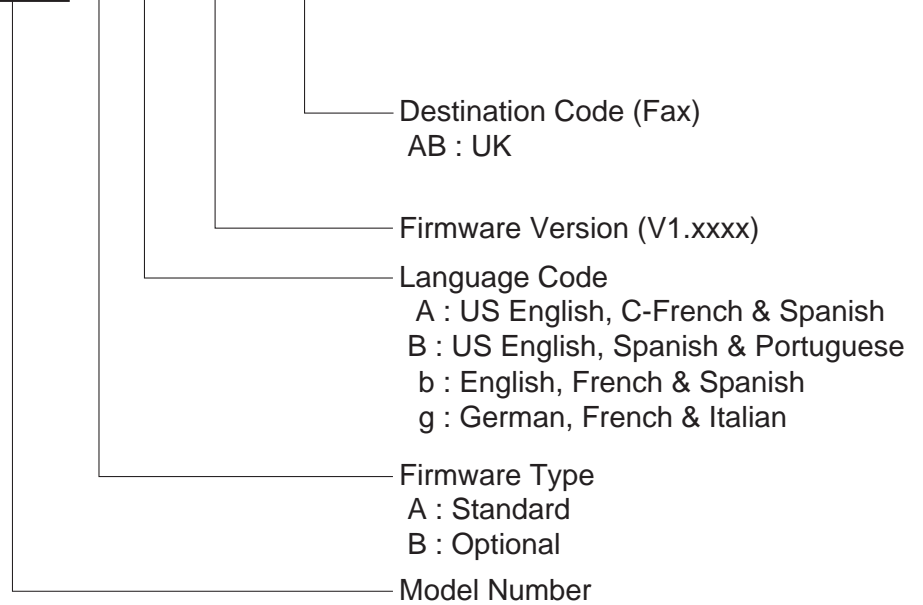 Destination Code (Fax)
AB : UK
Firmware Version (V1.xxxx)
Language Code
A : US English, C-French & Spanish
B : US English, Spanish & Portuguese
b : English, French & Spanish
g : German, French & Italian
Firmware Type
A : Standard
B : Optional
Model Number